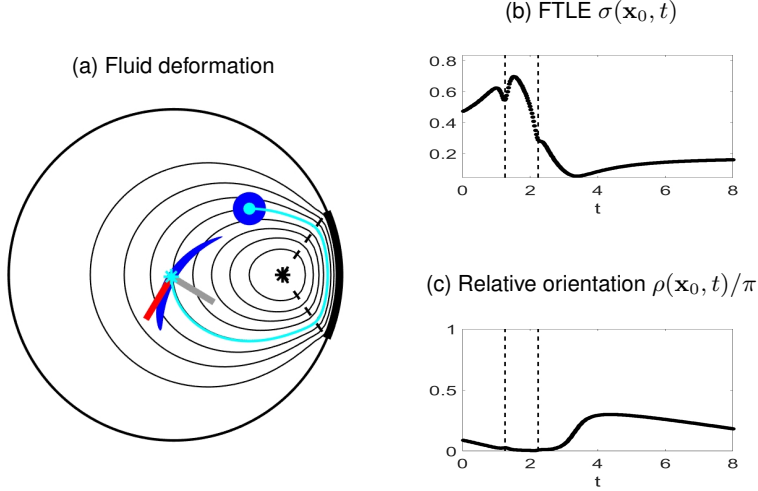 (a) Fluid deformation
(b) FTLE σ(x₀, t)
0.8
0.6
0.4
0.2
0 2 4 6 8
t
(c) Relative orientation ρ(x₀, t)/π
1
0.5
0
0 2 4 6 8
t